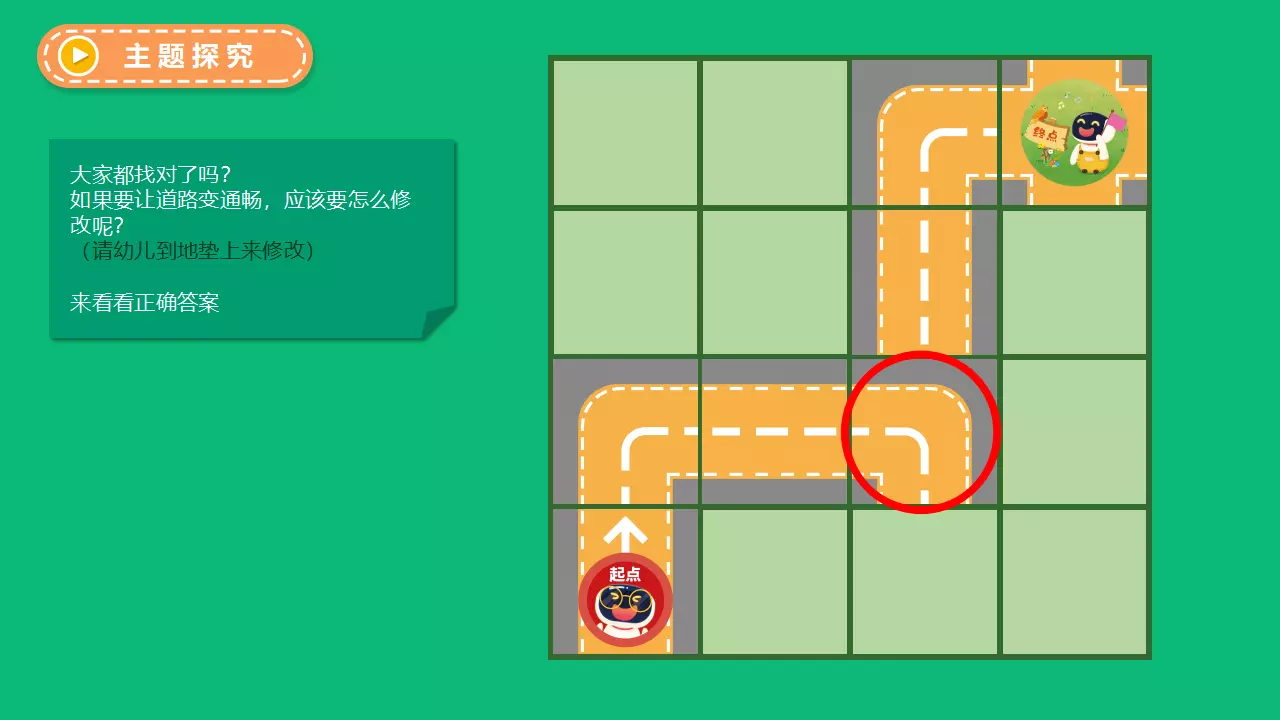 主题探究
大家都找对了吗？
如果要让道路变通畅，应该要怎么修
改呢？
（请幼儿到地垫上来修改）
来看看正确答案
终点
起点